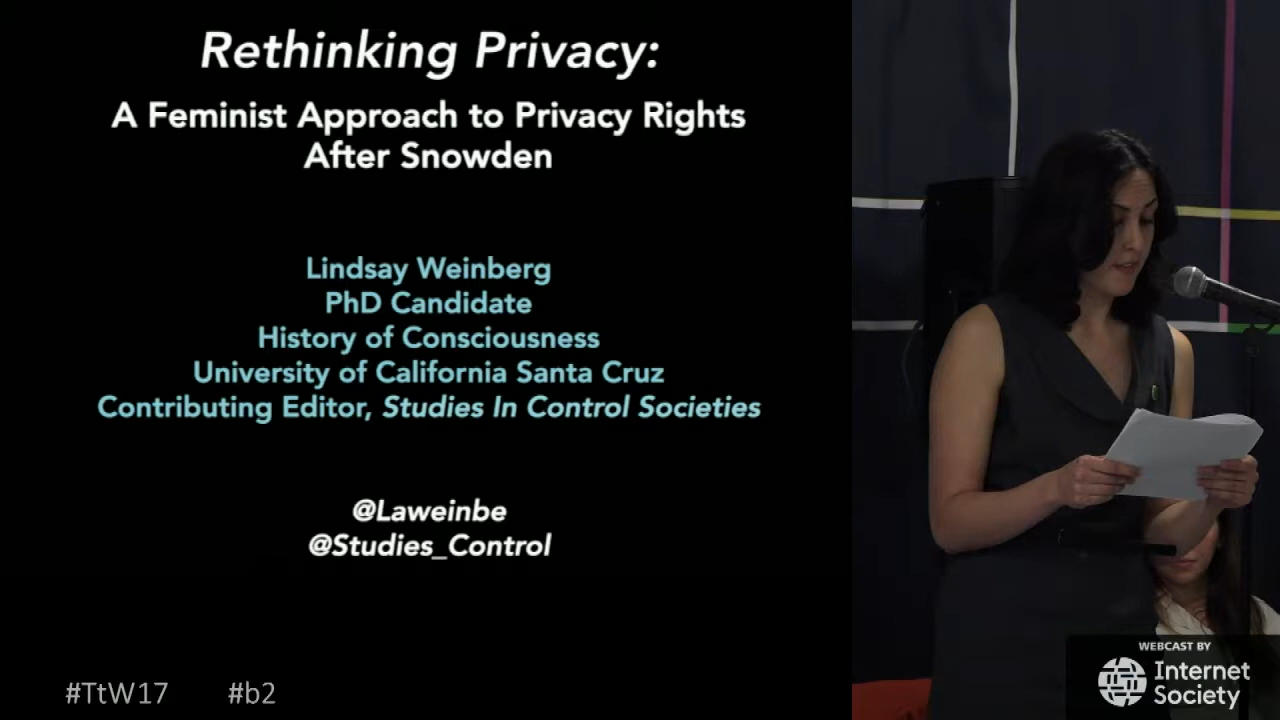 Rethinking Privacy:
A Feminist Approach to Privacy Rights
After Snowden
Lindsay Weinberg
PhD Candidate
History of Consciousness
University of California Santa Cruz
Contributing Editor, Studies In Control Societies
@Laweinbe
@Studies_Control
#TtW17 #b2
WEBCAST BY
Internet
Society